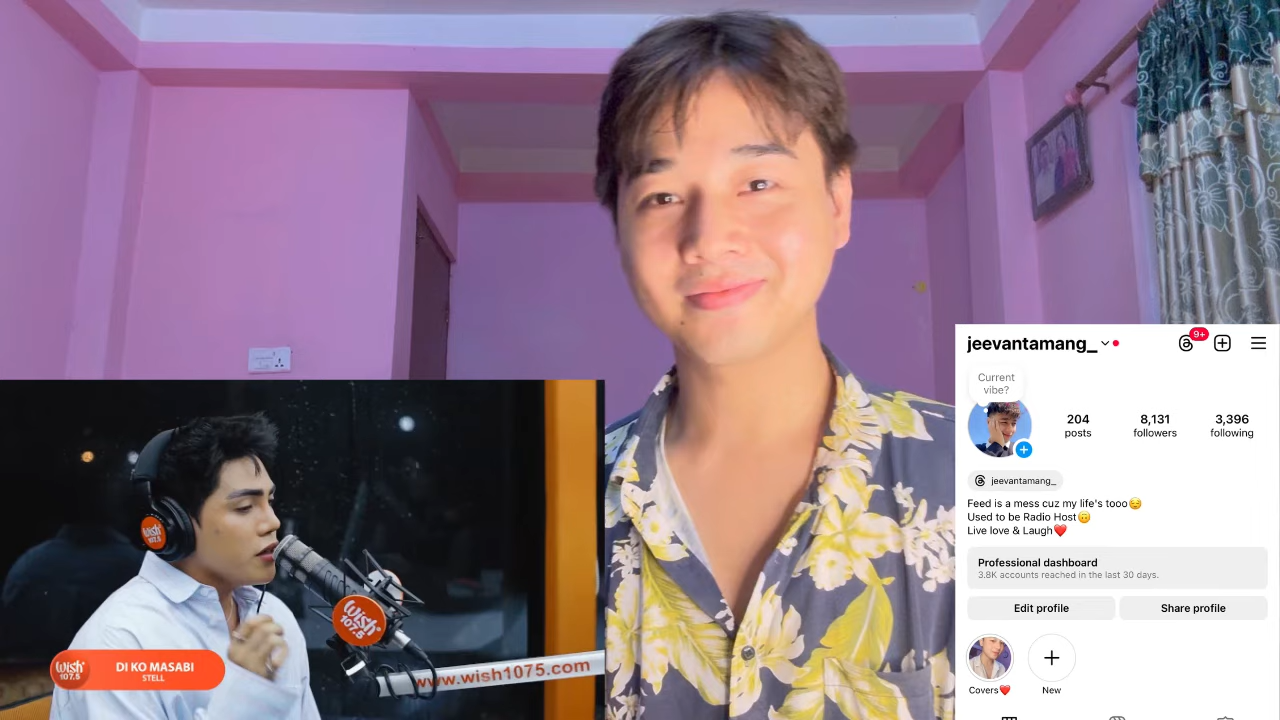 wish
107.5
wish
107.5
www.wish1075.com
wish
107.5
DI KO MASABI
STELL
jeevantamang_
9+
Current
vibe?
204
posts
8,131
followers
3,396
following
jeevantamang_
Feed is a mess cuz my life's tooo😌
Used to be Radio Host🙃
Live love & Laugh❤️
Professional dashboard
3.8K accounts reached in the last 30 days.
Edit profile
Share profile
Covers❤️
New